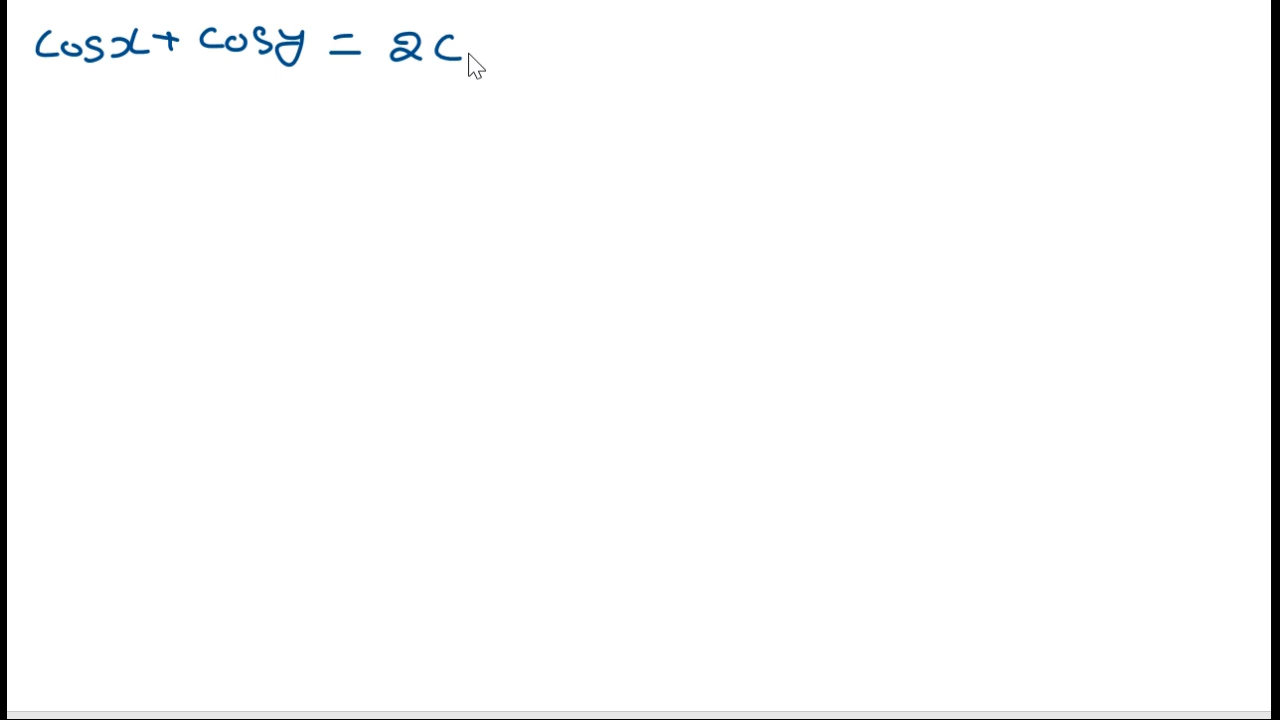 cosx + cosy = 2c